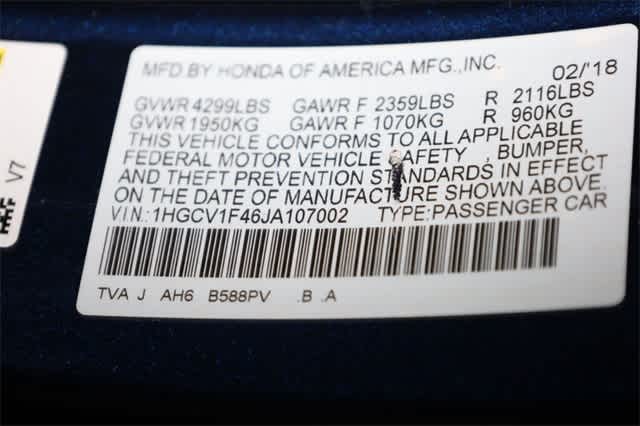 MFD.BY HONDA OF AMERICA MFG.,INC. 02/'18
GVWR 4299LBS GAWR F 2359LBS R 2116LBS
GVWR 1950KG GAWR F 1070KG R 960KG
THIS VEHICLE CONFORMS TO ALL APPLICABLE
FEDERAL MOTOR VEHICLE SAFETY , BUMPER,
AND THEFT PREVENTION STANDARDS IN EFFECT
ON THE DATE OF MANUFACTURE SHOWN ABOVE.
VIN.:1HGCV1F46JA107002 TYPE:PASSENGER CAR
TVA J AH6 B588PV .B .A
V7